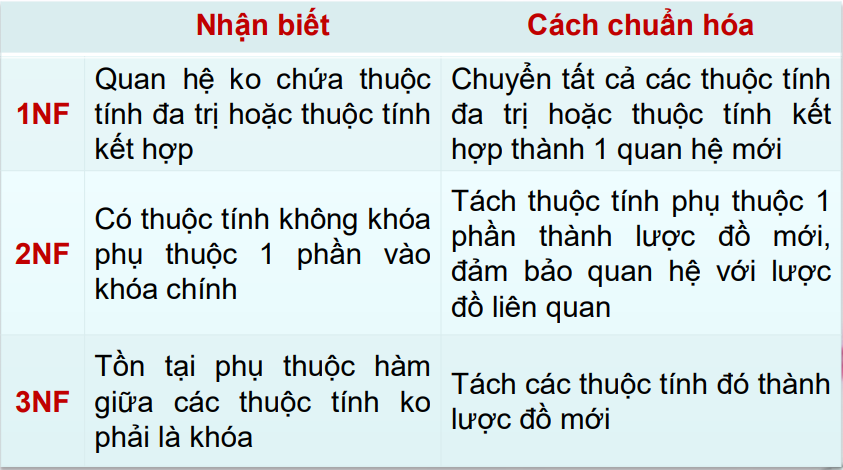 Nhận biết
Cách chuẩn hóa
1NF
Quan hệ ko chứa thuộc
tính đa trị hoặc thuộc tính
kết hợp
Chuyển tất cả các thuộc tính
đa trị hoặc thuộc tính kết
hợp thành 1 quan hệ mới
2NF
Có thuộc tính không khóa
phụ thuộc 1 phần vào
khóa chính
Tách thuộc tính phụ thuộc 1
phần thành lược đồ mới,
đảm bảo quan hệ với lược
đồ liên quan
3NF
Tồn tại phụ thuộc hàm
giữa các thuộc tính ko
phải là khóa
Tách các thuộc tính đó thành
lược đồ mới